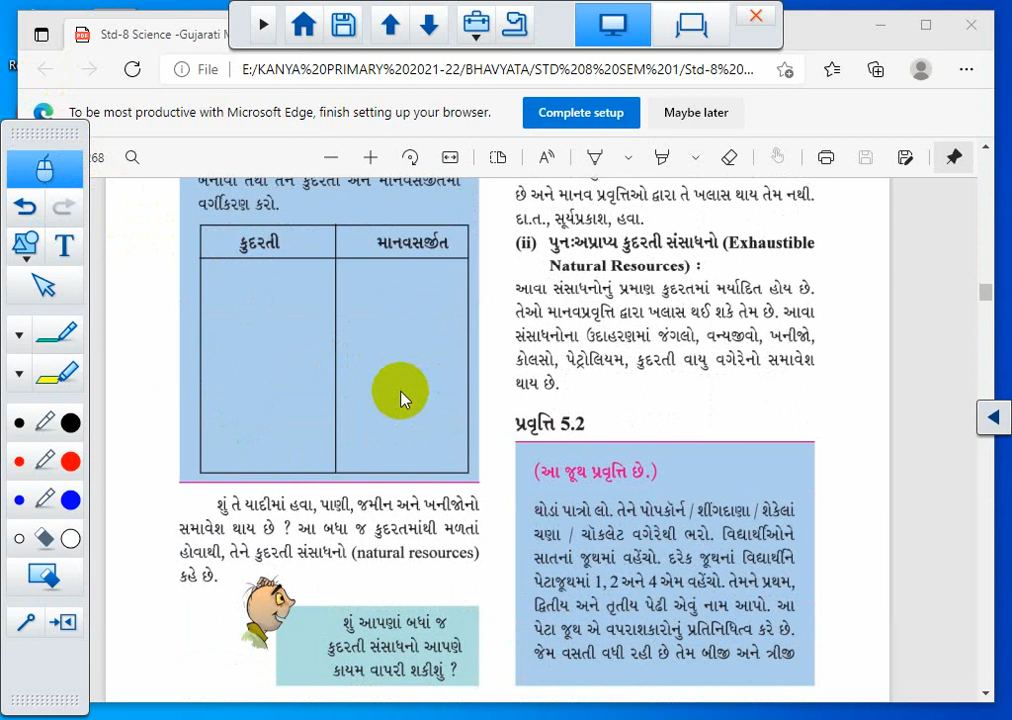 Std-8 Science -Gujarati M
File
E:/KANYA%20PRIMARY%202021-22/BHAVYATA/STD%208%20SEM%201/Std-8%20...
To be most productive with Microsoft Edge, finish setting up your browser.
Complete setup
Maybe later
68
બનાવો તથા તેને કુદરતી અને માનવસર્જીતમાં
વર્ગીકરણ કરો.
કુદરતી
માનવસર્જીત
શું તે યાદીમાં હવા, પાણી, જમીન અને ખનીજોનો
સમાવેશ થાય છે ? આ બધા જ કુદરતમાંથી મળતાં
હોવાથી, તેને કુદરતી સંસાધનો (natural resources)
કહે છે.
શું આપણાં બધાં જ
કુદરતી સંસાધનો આપણે
કાયમ વાપરી શકીશું ?
છે અને માનવ પ્રવૃત્તિઓ દ્વારા તે ખલાસ થાય તેમ નથી.
દા.ત., સૂર્યપ્રકાશ, હવા.
(ii) પુનઃઅપ્રાપ્ય કુદરતી સંસાધનો (Exhaustible
Natural Resources) :
આવા સંસાધનોનું પ્રમાણ કુદરતમાં મર્યાદિત હોય છે.
તેઓ માનવપ્રવૃત્તિ દ્વારા ખલાસ થઈ શકે તેમ છે. આવા
સંસાધનોના ઉદાહરણમાં જંગલો, વન્યજીવો, ખનીજો,
કોલસો, પેટ્રોલિયમ, કુદરતી વાયુ વગેરેનો સમાવેશ
થાય છે.
પ્રવૃત્તિ 5.2
(આ જૂથ પ્રવૃત્તિ છે.)
થોડાં પાત્રો લો. તેને પોપકૉર્ન / શીંગદાણા / શેકેલાં
ચણા / ચૉકલેટ વગેરેથી ભરો. વિદ્યાર્થીઓને
સાતનાં જૂથમાં વહેંચો. દરેક જૂથનાં વિદ્યાર્થીને
પેટાજૂથમાં 1, 2 અને 4 એમ વહેંચો. તેમને પ્રથમ,
દ્વિતીય અને તૃતીય પેઢી એવું નામ આપો. આ
પેટા જૂથ એ વપરાશકારોનું પ્રતિનિધિત્વ કરે છે.
જેમ વસતી વધી રહી છે તેમ બીજી અને ત્રીજી